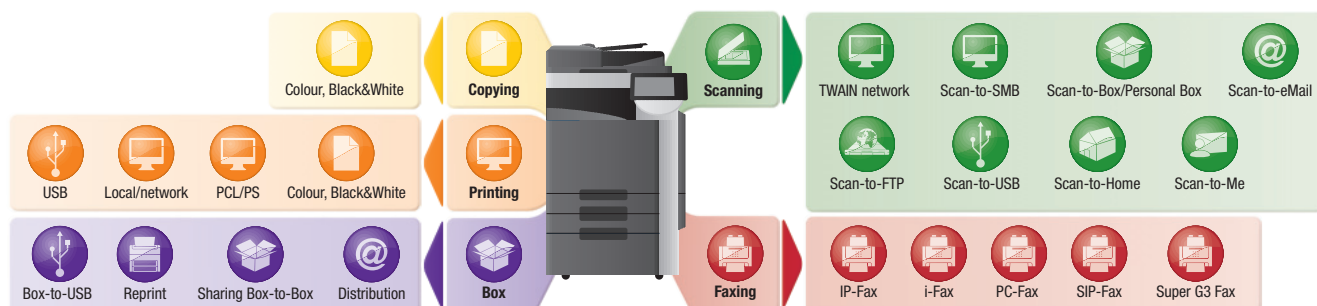 Colour, Black&White
Copying
Scanning
TWAIN network
Scan-to-SMB
Scan-to-Box/Personal Box
Scan-to-eMail
USB
Local/network
PCL/PS
Colour, Black&White
Printing
Scan-to-FTP
Scan-to-USB
Scan-to-Home
Scan-to-Me
Box-to-USB
Reprint
Sharing Box-to-Box
Distribution
Box
Faxing
IP-Fax
i-Fax
PC-Fax
SIP-Fax
Super G3 Fax